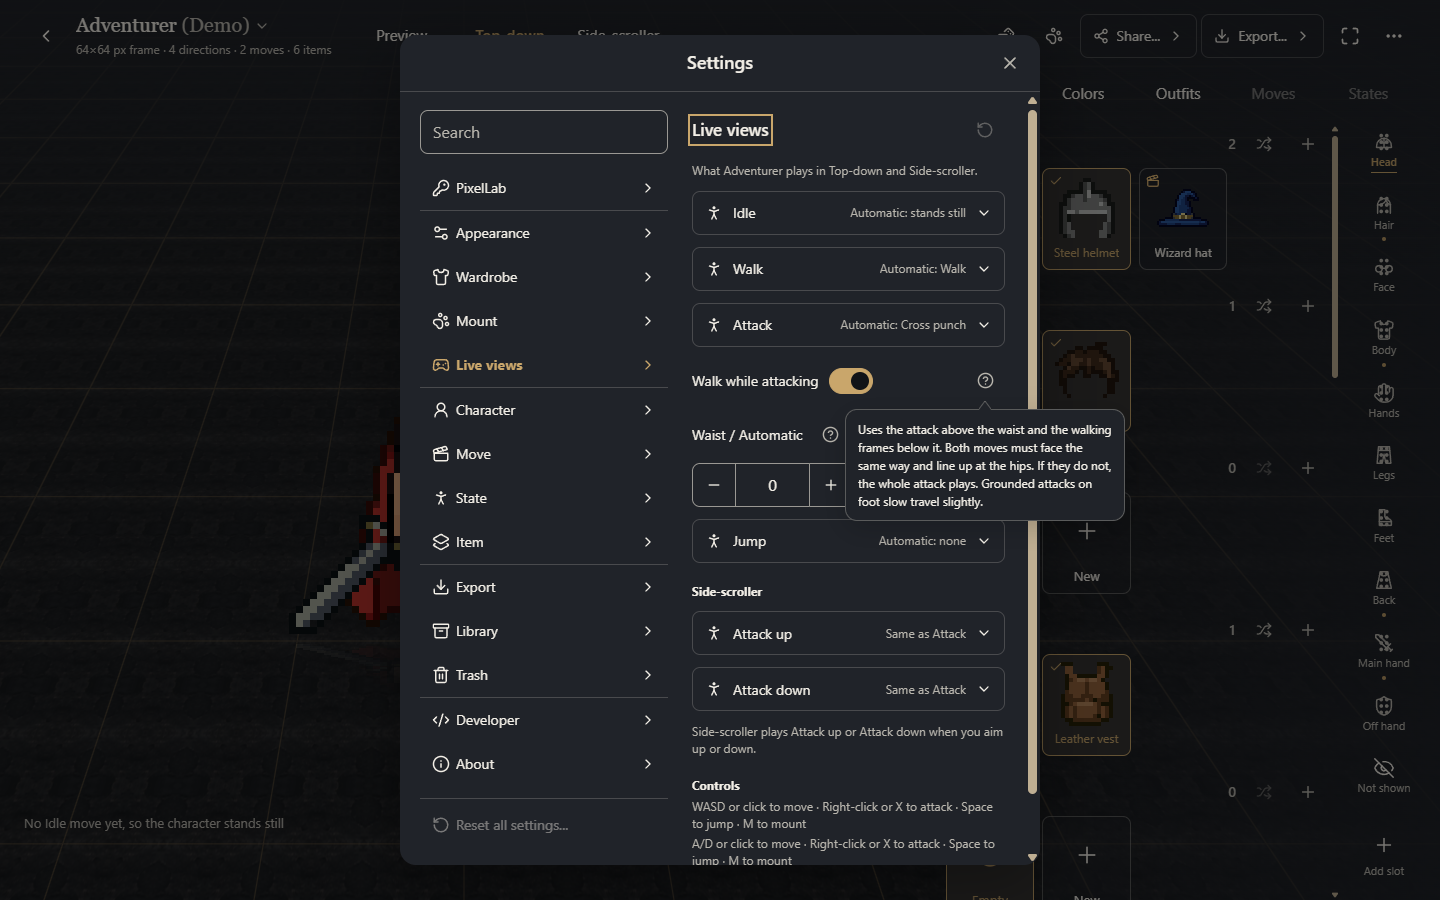 Adventurer (Demo)
64×64 px frame · 4 directions · 2 moves · 6 items
Preview
Top-down
Side-scroller
Share...
Export...
Settings
Search
PixelLab
Appearance
Wardrobe
Mount
Live views
Character
Move
State
Item
Export
Library
Trash
Developer
About
Reset all settings...
Live views
What Adventurer plays in Top-down and Side-scroller.
Idle
Automatic: stands still
Walk
Automatic: Walk
Attack
Automatic: Cross punch
Walk while attacking
Uses the attack above the waist and the walking
frames below it. Both moves must face the
same way and line up at the hips. If they do not,
the whole attack plays. Grounded attacks on
foot slow travel slightly.
Waist / Automatic
0
Jump
Automatic: none
Side-scroller
Attack up
Same as Attack
Attack down
Same as Attack
Side-scroller plays Attack up or Attack down when you aim
up or down.
Controls
WASD or click to move · Right-click or X to attack · Space
to jump · M to mount
A/D or click to move · Right-click or X to attack · Space to
jump · M to mount
Colors
Outfits
Moves
States
2
Steel helmet
Wizard hat
1
0
New
1
Leather vest
0
Empty
New
Head
Hair
Face
Body
Hands
Legs
Feet
Back
Main hand
Off hand
Not shown
Add slot
No Idle move yet, so the character stands still